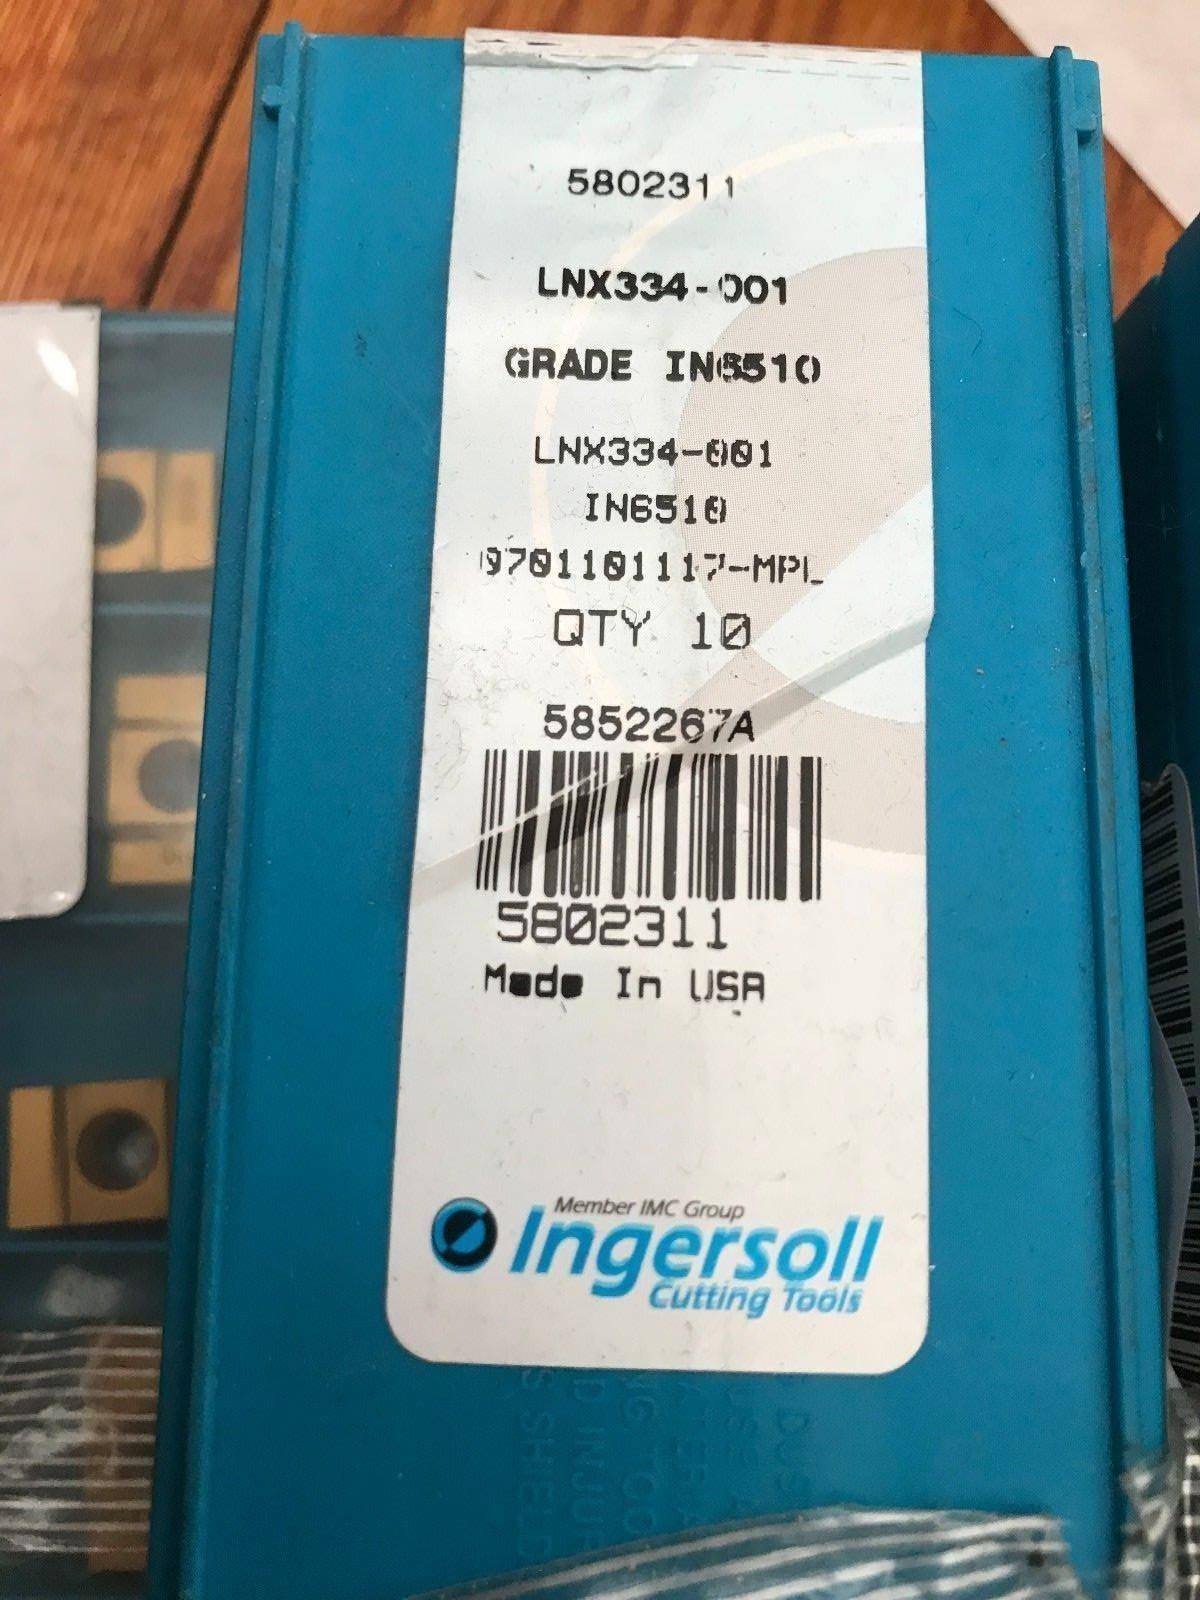 5802311
LNX334-001
GRADE IN6510
LNX334-001
IN6510
0701101117-MPL
QTY 10
5852267A
5802311
Made In USA
Member IMC Group
Ingersoll
Cutting Tools